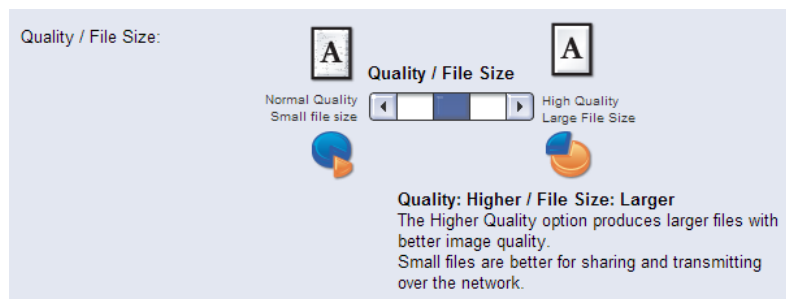 Quality / File Size:
A
A
Quality / File Size
Normal Quality
Small file size
High Quality
Large File Size
Quality: Higher / File Size: Larger
The Higher Quality option produces larger files with
better image quality.
Small files are better for sharing and transmitting
over the network.